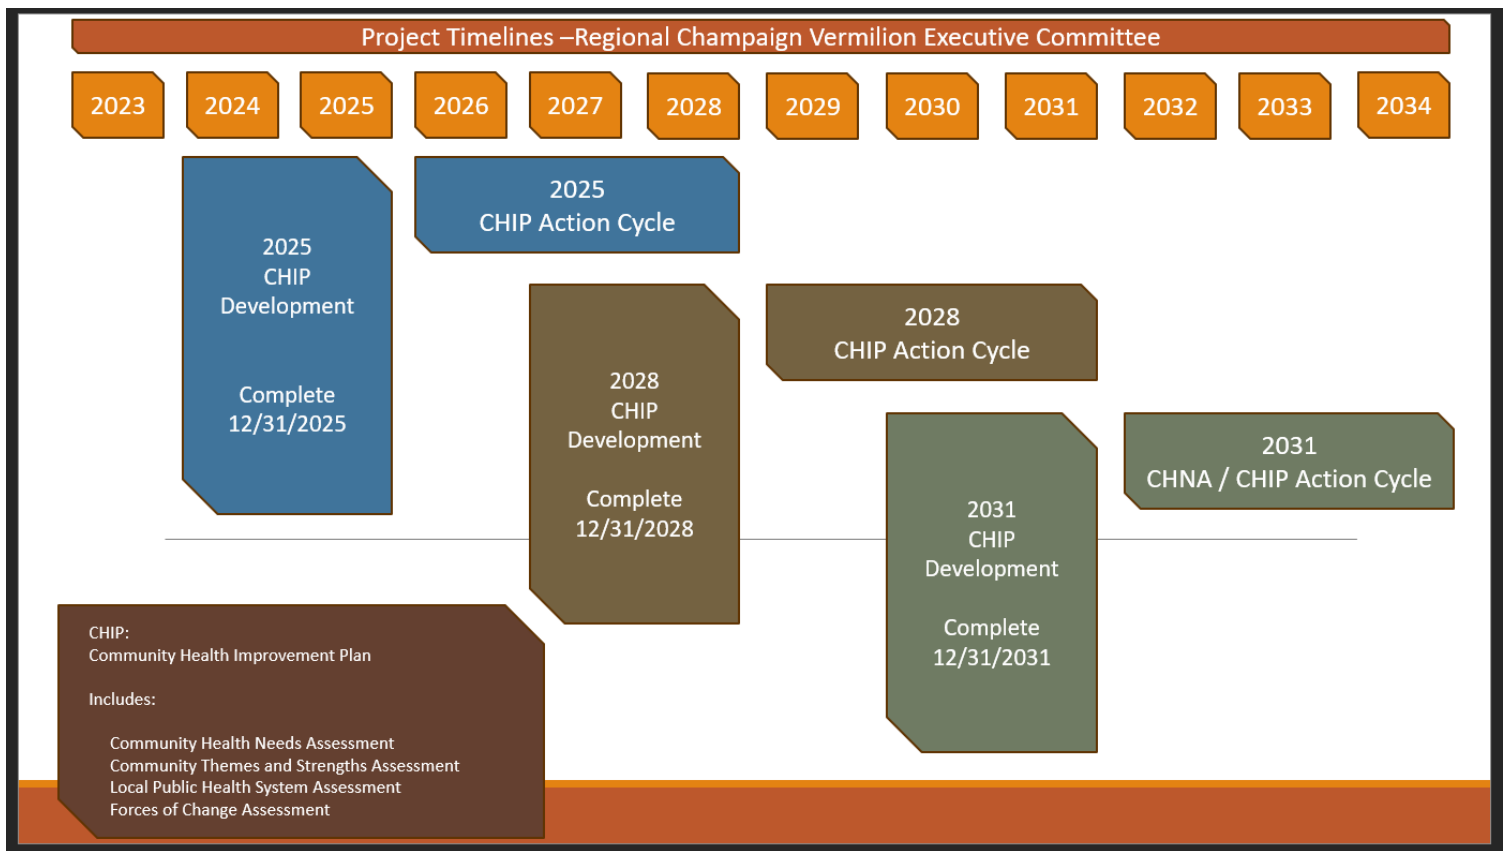 Project Timelines –Regional Champaign Vermilion Executive Committee
2023
2024
2025
2026
2027
2028
2029
2030
2031
2032
2033
2034
2025
CHIP
Development
Complete
12/31/2025
2025
CHIP Action Cycle
2028
CHIP
Development
Complete
12/31/2028
2028
CHIP Action Cycle
2031
CHIP
Development
Complete
12/31/2031
2031
CHNA / CHIP Action Cycle
CHIP:
Community Health Improvement Plan
Includes:
Community Health Needs Assessment
Community Themes and Strengths Assessment
Local Public Health System Assessment
Forces of Change Assessment